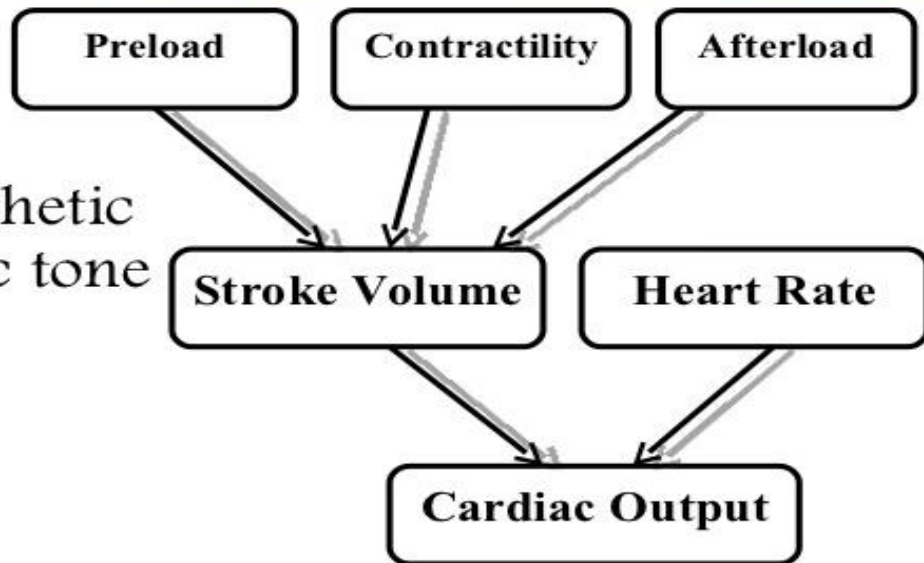 Preload
Contractility
Afterload
hetic
c tone
Stroke Volume
Heart Rate
Cardiac Output